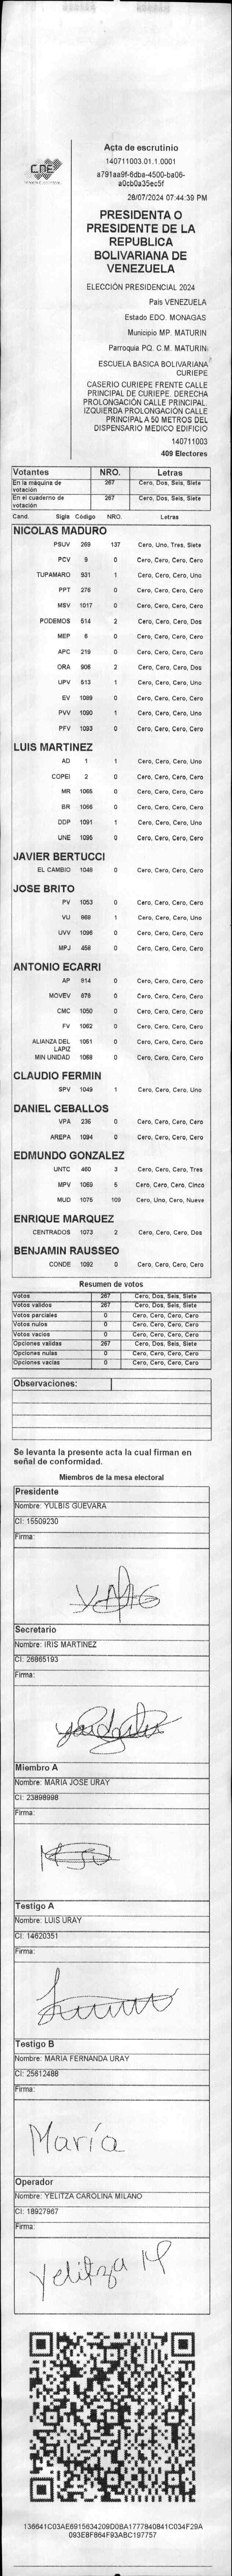 CNE
Acta de escrutinio
140711003.01.1.0001
a791aa9f-6dba-4500-ba06-
a0cb0a35ec5f
28/07/2024 07:44:39 PM
PRESIDENTA O
PRESIDENTE DE LA
REPUBLICA
BOLIVARIANA DE
VENEZUELA
ELECCIÓN PRESIDENCIAL 2024
País VENEZUELA
Estado EDO. MONAGAS
Municipio MP. MATURIN
Parroquia PQ. C.M. MATURIN
ESCUELA BASICA BOLIVARIANA
CURIEPE
CASERIO CURIEPE FRENTE CALLE
PRINCIPAL DE CURIEPE. DERECHA
PROLONGACIÓN CALLE PRINCIPAL.
IZQUIERDA PROLONGACIÓN CALLE
PRINCIPAL A 50 METROS DEL
DISPENSARIO MEDICO EDIFICIO
140711003
409 Electores
Votantes NRO. Letras
En la máquina de votación 267 Cero, Dos, Seis, Siete
En el cuaderno de votación 267 Cero, Dos, Seis, Siete
Cand. Sigla Código NRO. Letras
NICOLAS MADURO
PSUV 269 137 Cero, Uno, Tres, Siete
PCV 9 0 Cero, Cero, Cero, Cero
TUPAMARO 931 1 Cero, Cero, Cero, Uno
PPT 276 0 Cero, Cero, Cero, Cero
MSV 1017 0 Cero, Cero, Cero, Cero
PODEMOS 514 2 Cero, Cero, Cero, Dos
MEP 6 0 Cero, Cero, Cero, Cero
APC 219 0 Cero, Cero, Cero, Cero
ORA 906 2 Cero, Cero, Cero, Dos
UPV 513 1 Cero, Cero, Cero, Uno
EV 1089 0 Cero, Cero, Cero, Cero
PVV 1090 1 Cero, Cero, Cero, Uno
PFV 1093 0 Cero, Cero, Cero, Cero
LUIS MARTINEZ
AD 1 1 Cero, Cero, Cero, Uno
COPEI 2 0 Cero, Cero, Cero, Cero
MR 1065 0 Cero, Cero, Cero, Cero
BR 1066 0 Cero, Cero, Cero, Cero
DDP 1091 1 Cero, Cero, Cero, Uno
UNE 1095 0 Cero, Cero, Cero, Cero
JAVIER BERTUCCI
EL CAMBIO 1048 0 Cero, Cero, Cero, Cero
JOSE BRITO
PV 1053 0 Cero, Cero, Cero, Cero
VU 969 1 Cero, Cero, Cero, Uno
UVV 1096 0 Cero, Cero, Cero, Cero
MPJ 458 0 Cero, Cero, Cero, Cero
ANTONIO ECARRI
AP 914 0 Cero, Cero, Cero, Cero
MOVEV 878 0 Cero, Cero, Cero, Cero
CMC 1050 0 Cero, Cero, Cero, Cero
FV 1062 0 Cero, Cero, Cero, Cero
ALIANZA DEL LAPIZ 1051 0 Cero, Cero, Cero, Cero
MIN UNIDAD 1068 0 Cero, Cero, Cero, Cero
CLAUDIO FERMIN
SPV 1049 1 Cero, Cero, Cero, Uno
DANIEL CEBALLOS
VPA 236 0 Cero, Cero, Cero, Cero
AREPA 1094 0 Cero, Cero, Cero, Cero
EDMUNDO GONZALEZ
UNTC 460 3 Cero, Cero, Cero, Tres
MPV 1069 5 Cero, Cero, Cero, Cinco
MUD 1075 109 Cero, Uno, Cero, Nueve
ENRIQUE MARQUEZ
CENTRADOS 1073 2 Cero, Cero, Cero, Dos
BENJAMIN RAUSSEO
CONDE 1092 0 Cero, Cero, Cero, Cero
Resumen de votos
Votos 267 Cero, Dos, Seis, Siete
Votos validos 267 Cero, Dos, Seis, Siete
Votos parciales 0 Cero, Cero, Cero, Cero
Votos nulos 0 Cero, Cero, Cero, Cero
Votos vacios 0 Cero, Cero, Cero, Cero
Opciones validas 267 Cero, Dos, Seis, Siete
Opciones nulas 0 Cero, Cero, Cero, Cero
Opciones vacias 0 Cero, Cero, Cero, Cero
Observaciones:
Se levanta la presente acta la cual firman en
señal de conformidad.
Miembros de la mesa electoral
Presidente
Nombre: YULBIS GUEVARA
CI: 15509230
Firma:
Secretario
Nombre: IRIS MARTINEZ
CI: 26865193
Firma:
Miembro A
Nombre: MARIA JOSE URAY
CI: 23898998
Firma:
Testigo A
Nombre: LUIS URAY
CI: 14620351
Firma:
Testigo B
Nombre: MARIA FERNANDA URAY
CI: 25612488
Firma:
María
Operador
Nombre: YELITZA CAROLINA MILANO
CI: 18927967
Firma:
Yelitza M
136641C03AE6915634209D0BA1777840841C034F29A
093E8F864F93ABC197757